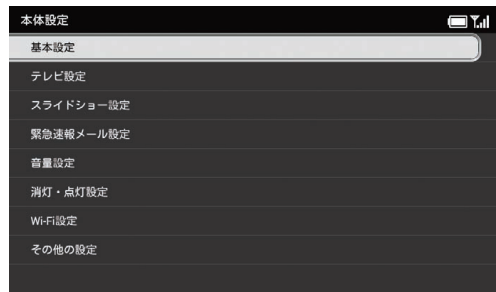 本体設定
基本設定
テレビ設定
スライドショー設定
緊急速報メール設定
音量設定
消灯・点灯設定
Wi-Fi設定
その他の設定